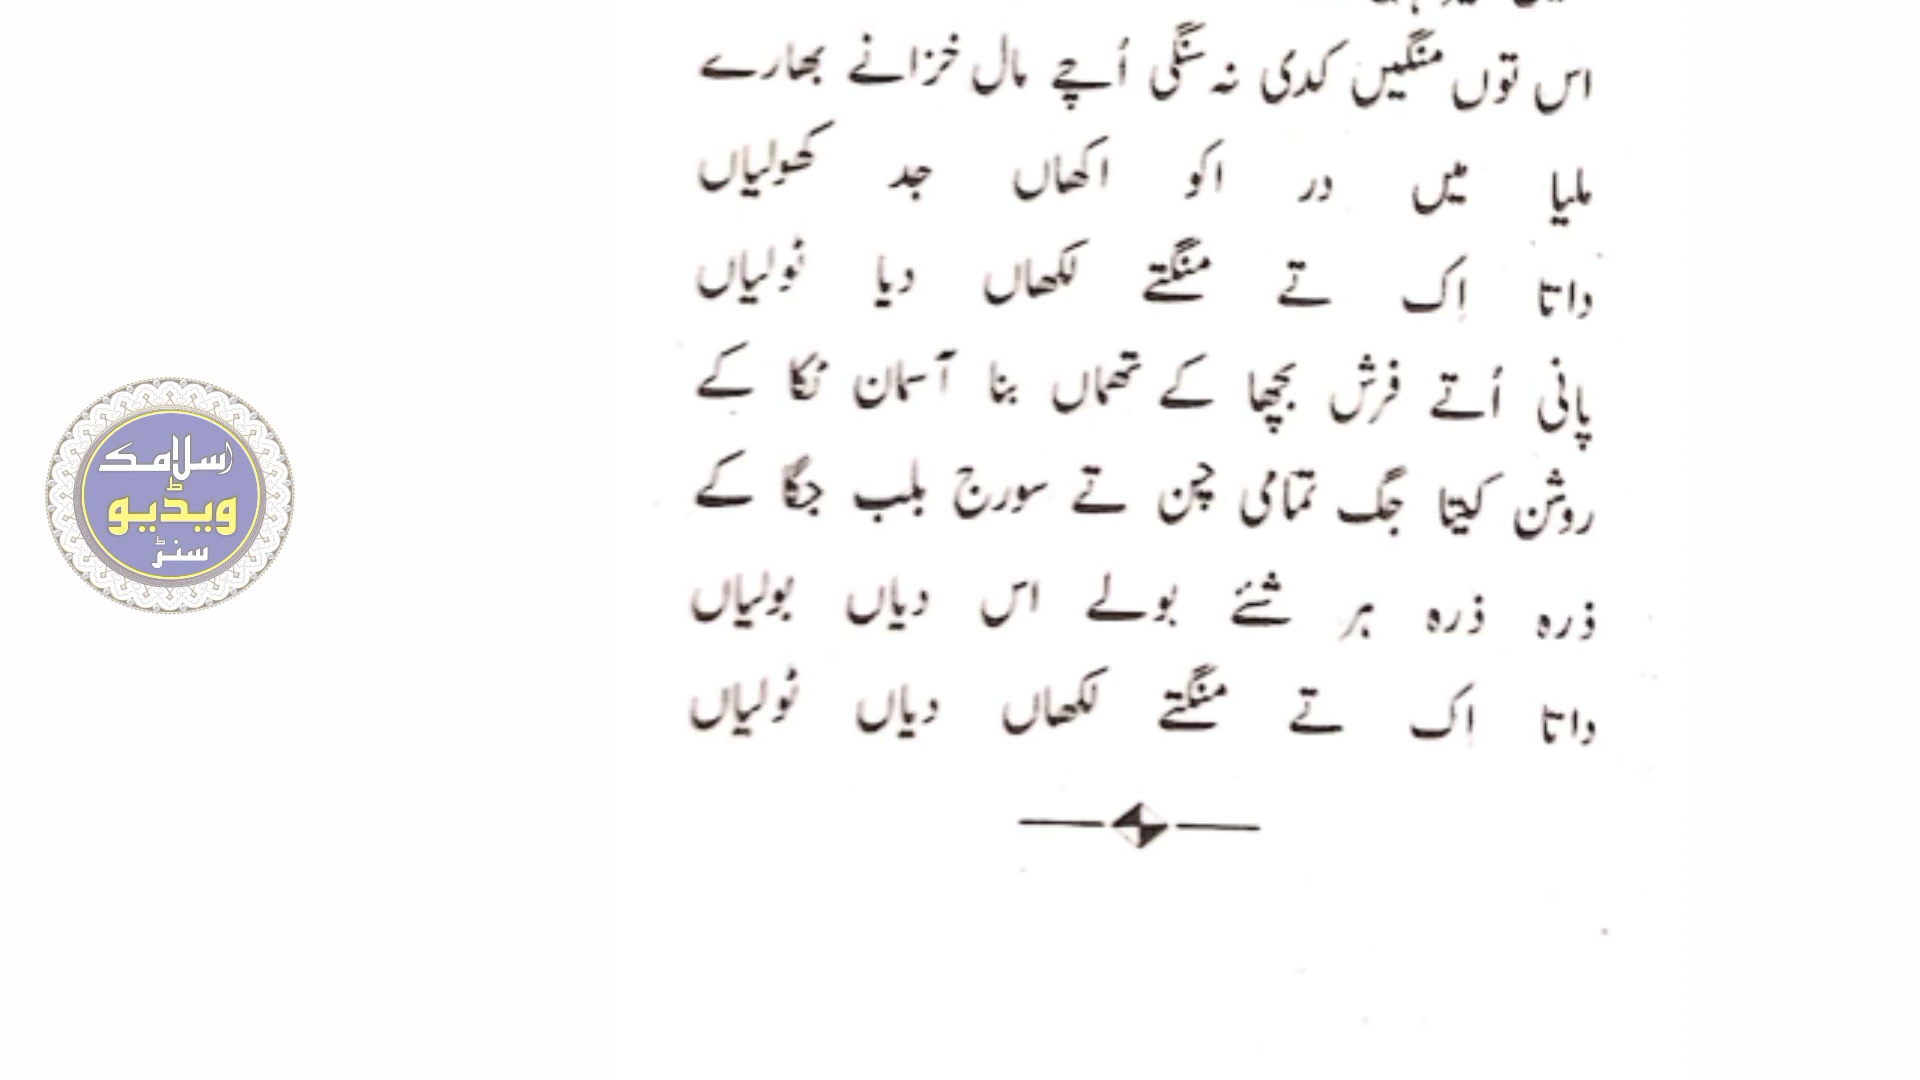 اس توں منگیں کدی نہ سنگی اُچے مال خزانے بھارے
ملیا میں در اکو اکھاں جد کھولیاں
داتا اِک تے منگتے لکھاں دیا ٹولیاں
پانی اُتے فرش بچھا کے تھماں بنا آسمان ٹکا کے
روشن کیتا جگ تمامی چن تے سورج بلب جگا کے
ذرہ ذرہ ہر شئے بولے اس دیاں بولیاں
داتا اِک تے منگتے لکھاں دیاں ٹولیاں
اسلامک
ویڈیو
سنٹر